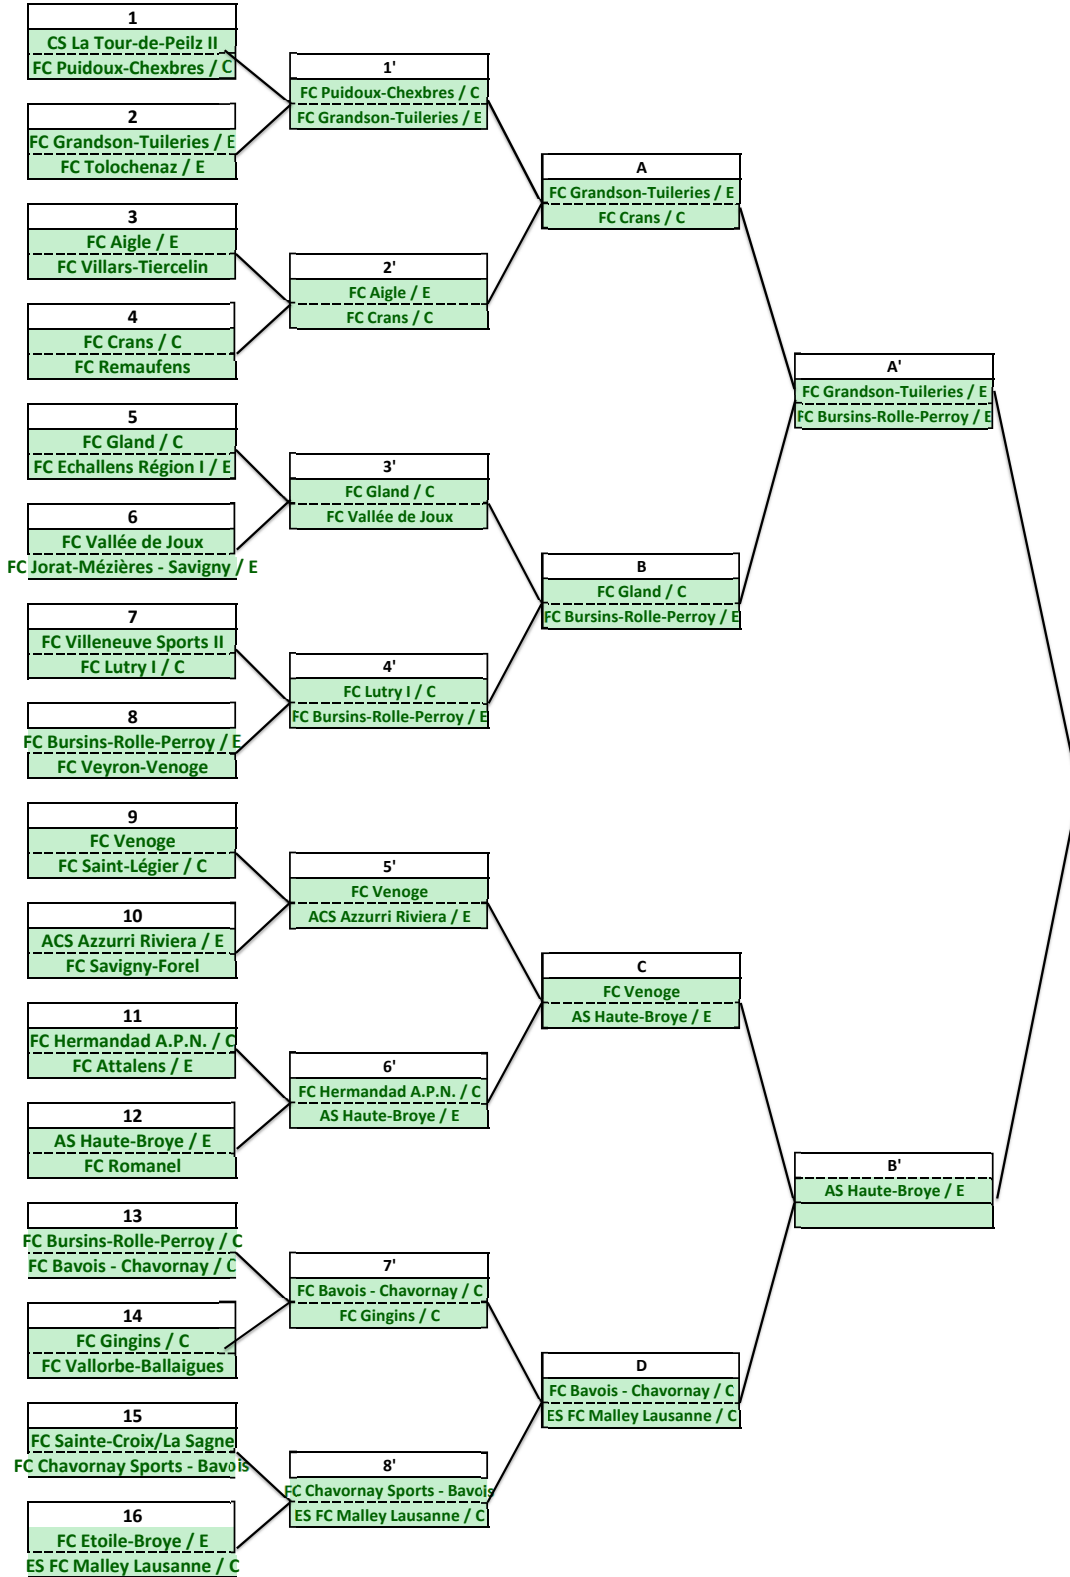 1
CS La Tour-de-Peilz II
FC Puidoux-Chexbres / C
2
FC Grandson-Tuileries / E
FC Tolochenaz / E
3
FC Aigle / E
FC Villars-Tiercelin
4
FC Crans / C
FC Remaufens
5
FC Gland / C
FC Echallens Région I / E
6
FC Vallée de Joux
FC Jorat-Mézières - Savigny / E
7
FC Villeneuve Sports II
FC Lutry I / C
8
FC Bursins-Rolle-Perroy / E
FC Veyron-Venoge
9
FC Venoge
FC Saint-Légier / C
10
ACS Azzurri Riviera / E
FC Savigny-Forel
11
FC Hermandad A.P.N. / C
FC Attalens / E
12
AS Haute-Broye / E
FC Romanel
13
FC Bursins-Rolle-Perroy / C
FC Bavois - Chavornay / C
14
FC Gingins / C
FC Vallorbe-Ballaigues
15
FC Sainte-Croix/La Sagne
FC Chavornay Sports - Bavois
16
FC Etoile-Broye / E
ES FC Malley Lausanne / C
1'
FC Puidoux-Chexbres / C
FC Grandson-Tuileries / E
2'
FC Aigle / E
FC Crans / C
3'
FC Gland / C
FC Vallée de Joux
4'
FC Lutry I / C
FC Bursins-Rolle-Perroy / E
5'
FC Venoge
ACS Azzurri Riviera / E
6'
FC Hermandad A.P.N. / C
AS Haute-Broye / E
7'
FC Bavois - Chavornay / C
FC Gingins / C
8'
FC Chavornay Sports - Bavois
ES FC Malley Lausanne / C
A
FC Grandson-Tuileries / E
FC Crans / C
B
FC Gland / C
FC Bursins-Rolle-Perroy / E
C
FC Venoge
AS Haute-Broye / E
D
FC Bavois - Chavornay / C
ES FC Malley Lausanne / C
A'
FC Grandson-Tuileries / E
FC Bursins-Rolle-Perroy / E
B'
AS Haute-Broye / E